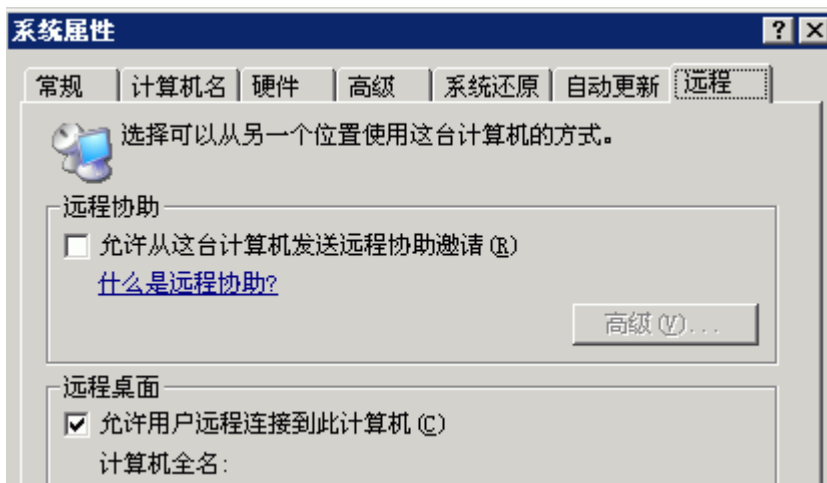 系统属性
常规 计算机名 硬件 高级 系统还原 自动更新 远程
选择可以从另一个位置使用这台计算机的方式。
远程协助
允许从这台计算机发送远程协助邀请(R)
什么是远程协助?
高级(V)...
远程桌面
允许用户远程连接到此计算机(C)
计算机全名: